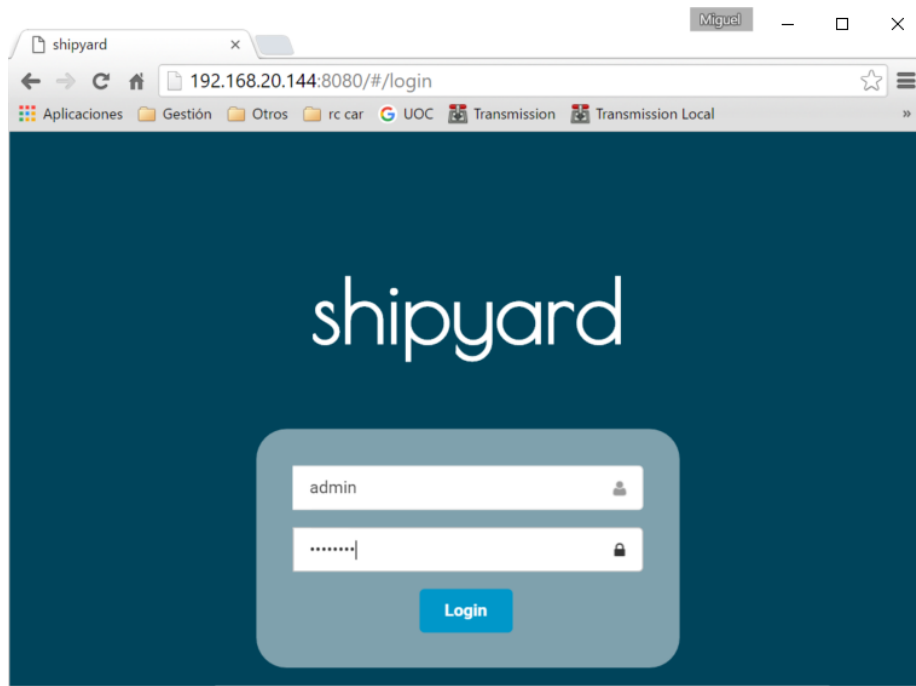 Miguel
shipyard
192.168.20.144:8080/#/login
Aplicaciones Gestión Otros rc car UOC Transmission Transmission Local »
shipyard
admin
••••••••
Login